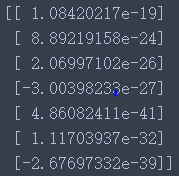 [[ 1.08420217e-19]
[ 8.89219158e-24]
[ 2.06997102e-26]
[-3.00398233e-27]
[ 4.86082411e-41]
[ 1.11703937e-32]
[-2.67697332e-39]]